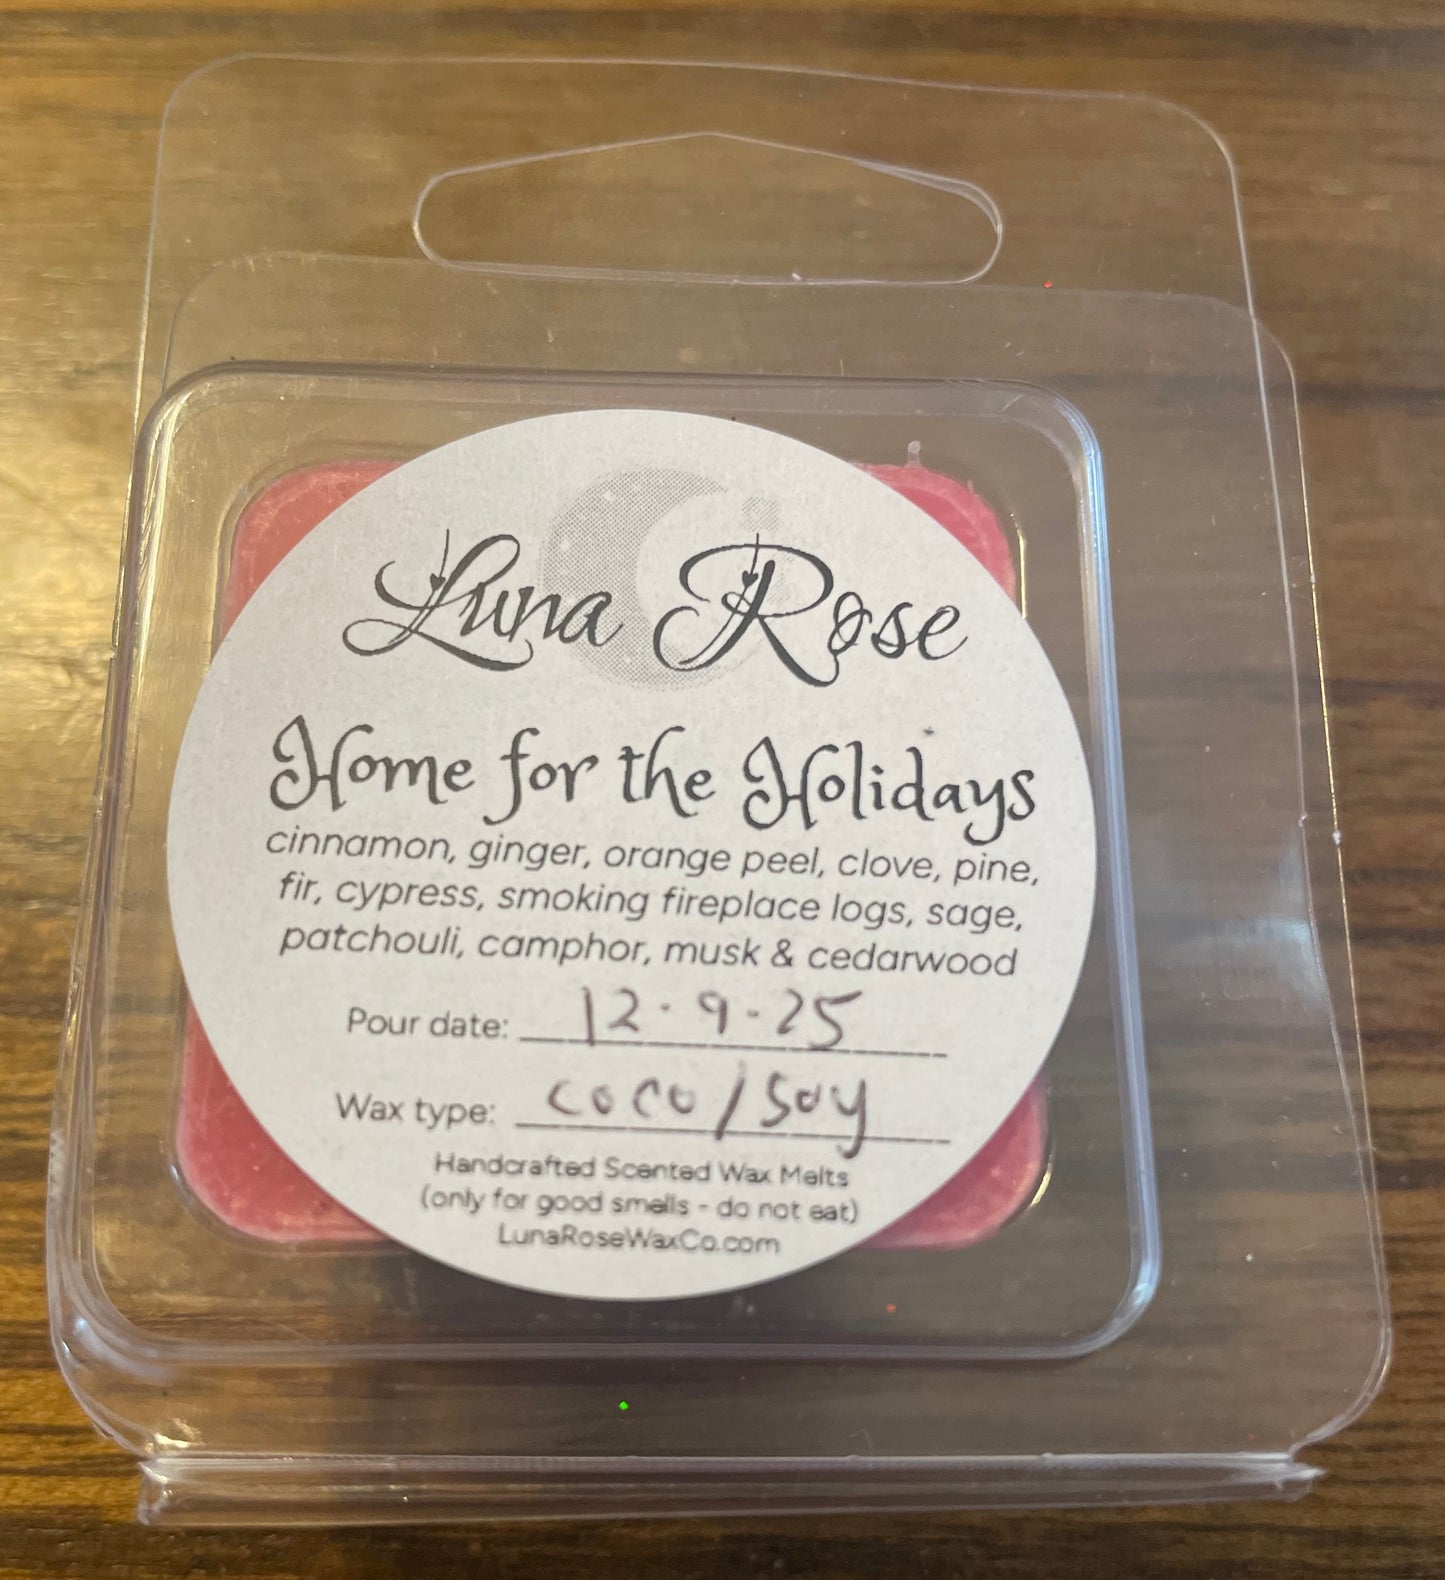 Luna Rose
Home for the Holidays
cinnamon, ginger, orange peel, clove, pine,
fir, cypress, smoking fireplace logs, sage,
patchouli, camphor, musk & cedarwood
Pour date: 12.9.25
Wax type: coco/soy
Handcrafted Scented Wax Melts
(only for good smells - do not eat)
LunaRoseWaxCo.com